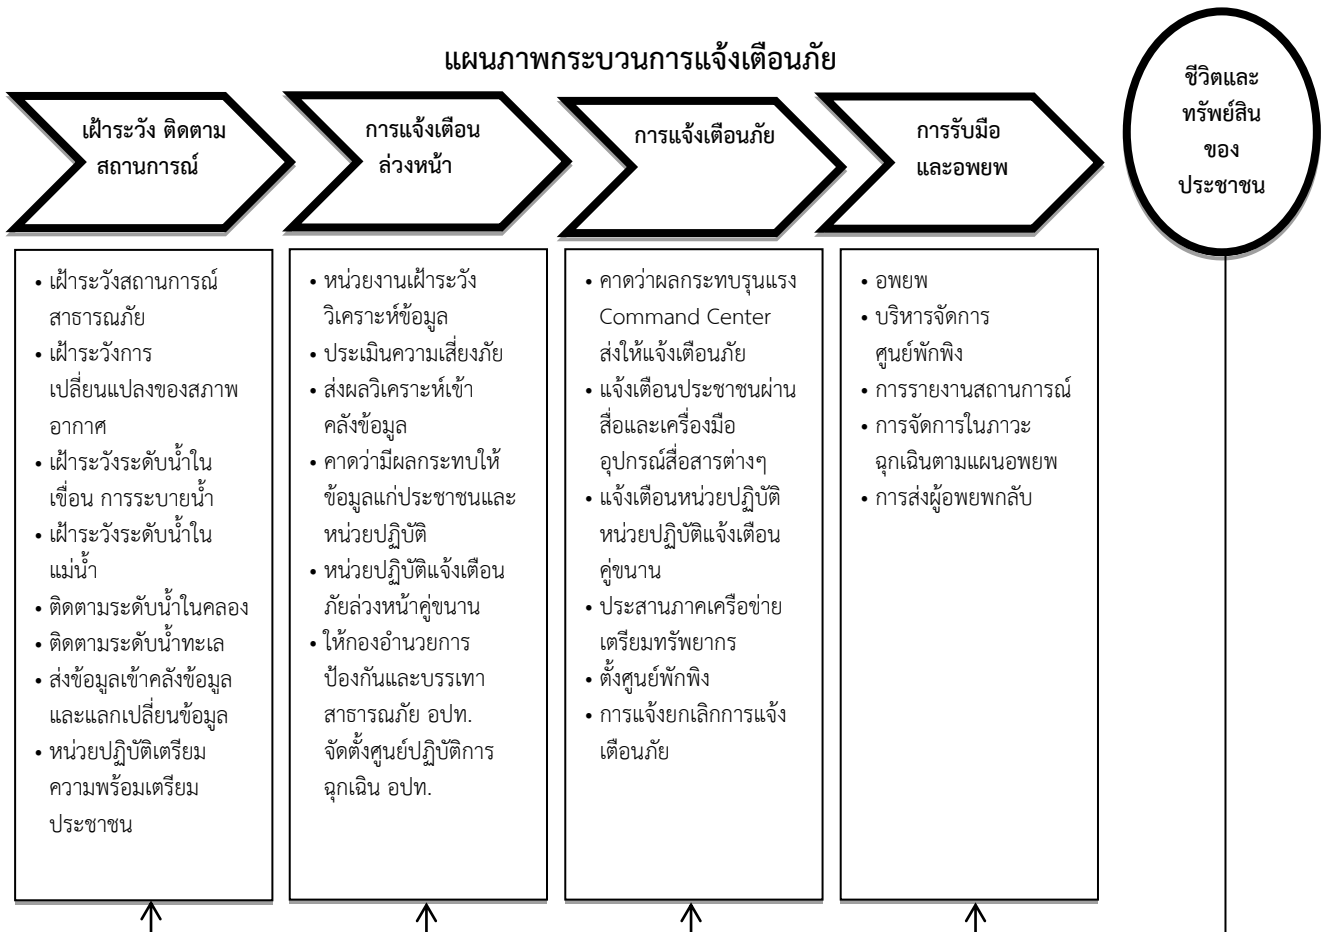 แผนภาพกระบวนการแจ้งเตือนภัย
เฝ้าระวัง ติดตาม
สถานการณ์
การแจ้งเตือน
ล่วงหน้า
การแจ้งเตือนภัย
การรับมือ
และอพยพ
ชีวิตและ
ทรัพย์สิน
ของ
ประชาชน
• เฝ้าระวังสถานการณ์
สาธารณภัย
• เฝ้าระวังการ
เปลี่ยนแปลงของสภาพ
อากาศ
• เฝ้าระวังระดับน้ำใน
เขื่อน การระบายน้ำ
• เฝ้าระวังระดับน้ำใน
แม่น้ำ
• ติดตามระดับน้ำในคลอง
• ติดตามระดับน้ำทะเล
• ส่งข้อมูลเข้าคลังข้อมูล
และแลกเปลี่ยนข้อมูล
• หน่วยปฏิบัติเตรียม
ความพร้อมเตรียม
ประชาชน
• หน่วยงานเฝ้าระวัง
วิเคราะห์ข้อมูล
• ประเมินความเสี่ยงภัย
• ส่งผลวิเคราะห์เข้า
คลังข้อมูล
• คาดว่ามีผลกระทบให้
ข้อมูลแก่ประชาชนและ
หน่วยปฏิบัติ
• หน่วยปฏิบัติแจ้งเตือน
ภัยล่วงหน้าคู่ขนาน
• ให้กองอำนวยการ
ป้องกันและบรรเทา
สาธารณภัย อปท.
จัดตั้งศูนย์ปฏิบัติการ
ฉุกเฉิน อปท.
• คาดว่าผลกระทบรุนแรง
Command Center
ส่งให้แจ้งเตือนภัย
• แจ้งเตือนประชาชนผ่าน
สื่อและเครื่องมือ
อุปกรณ์สื่อสารต่างๆ
• แจ้งเตือนหน่วยปฏิบัติ
หน่วยปฏิบัติแจ้งเตือน
คู่ขนาน
• ประสานภาคเครือข่าย
เตรียมทรัพยากร
• ตั้งศูนย์พักพิง
• การแจ้งยกเลิกการแจ้ง
เตือนภัย
• อพยพ
• บริหารจัดการ
ศูนย์พักพิง
• การรายงานสถานการณ์
• การจัดการในภาวะ
ฉุกเฉินตามแผนอพยพ
• การส่งผู้อพยพกลับ